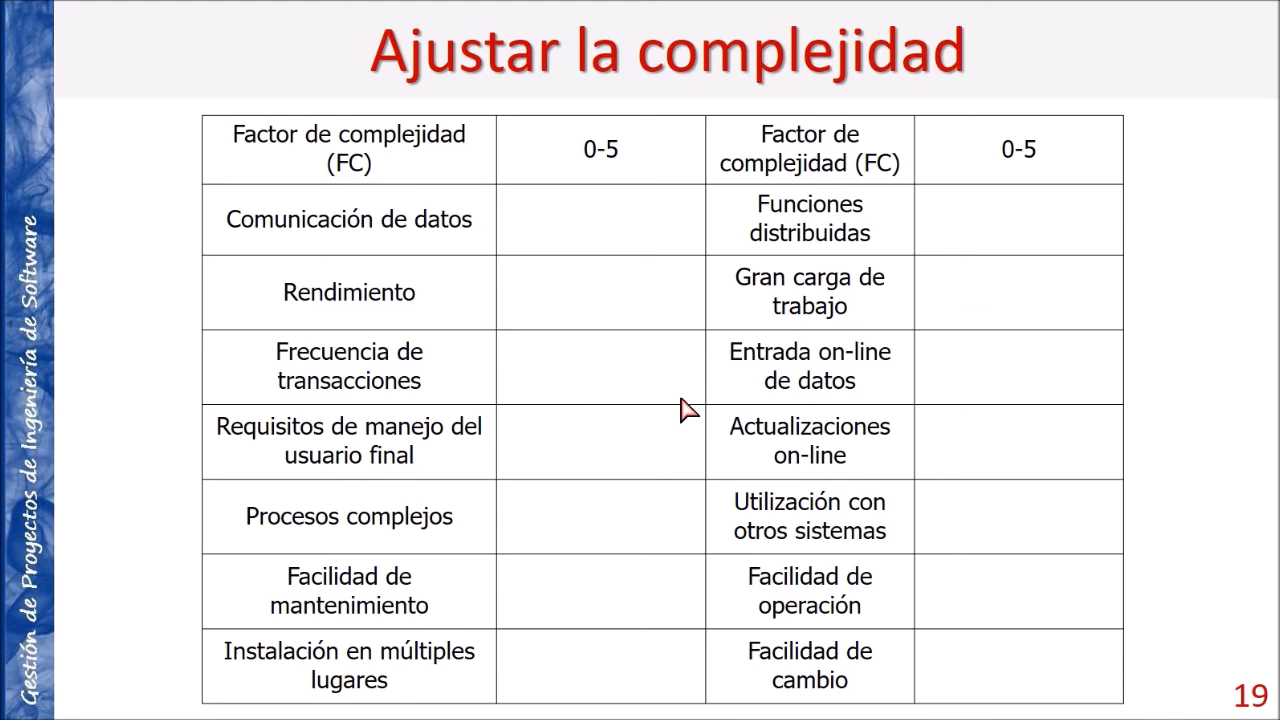 Ajustar la complejidad
Factor de complejidad
(FC)
0-5
Factor de
complejidad (FC)
0-5
Comunicación de datos
Funciones
distribuidas
Rendimiento
Gran carga de
trabajo
Frecuencia de
transacciones
Entrada on-line
de datos
Requisitos de manejo del
usuario final
Actualizaciones
on-line
Procesos complejos
Utilización con
otros sistemas
Facilidad de
mantenimiento
Facilidad de
operación
Instalación en múltiples
lugares
Facilidad de
cambio
Gestión de Proyectos de Ingeniería de Software
19